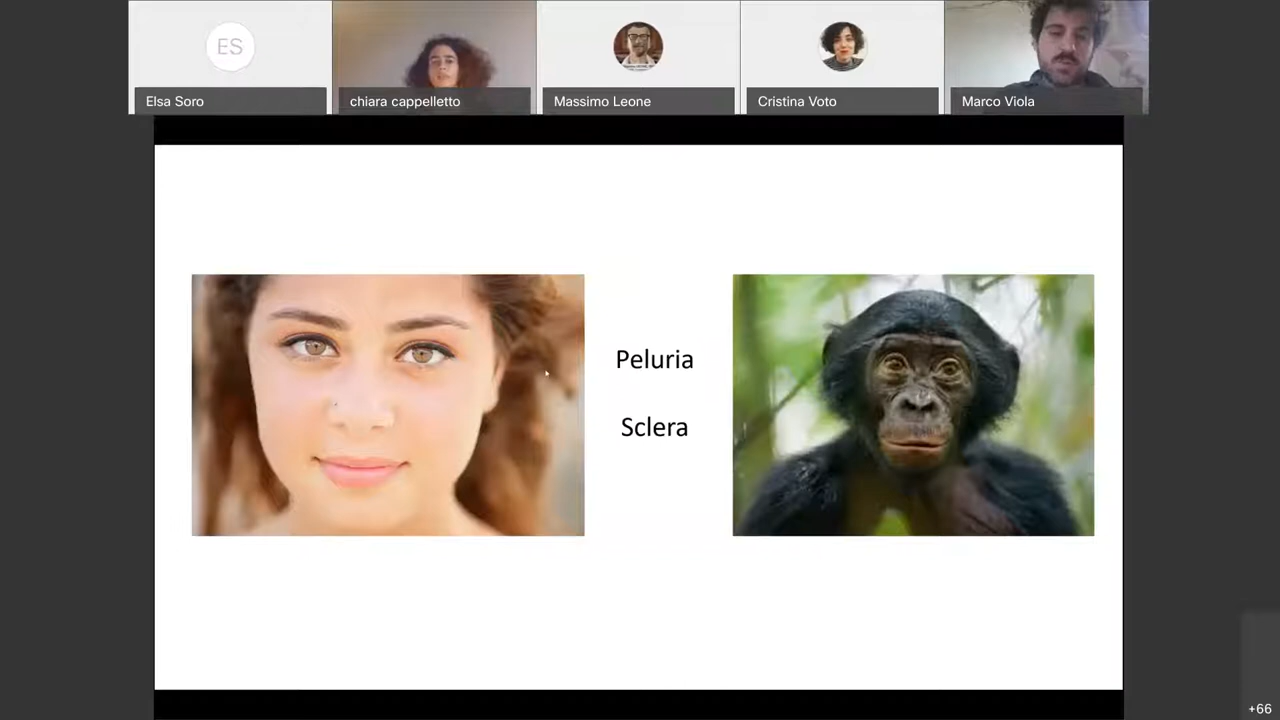 ES
Elsa Soro
chiara cappelletto
Massimo Leone
Cristina Voto
Marco Viola
Peluria
Sclera
+66